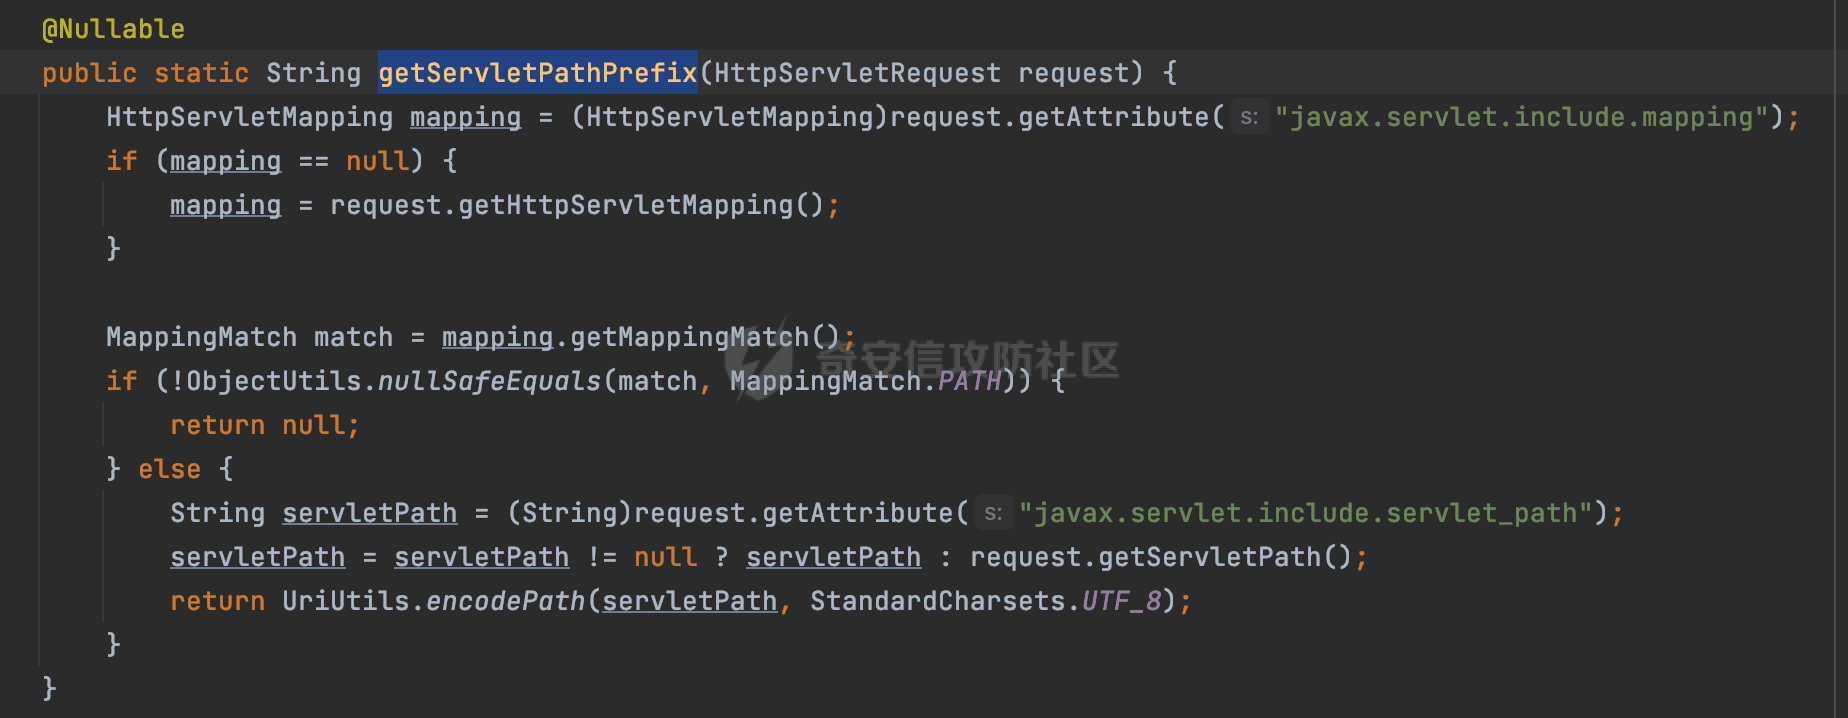 @Nullable
public static String getServletPathPrefix(HttpServletRequest request) {
HttpServletMapping mapping = (HttpServletMapping)request.getAttribute( s: "javax.servlet.include.mapping");
if (mapping == null) {
mapping = request.getHttpServletMapping();
}
MappingMatch match = mapping.getMappingMatch();
奇安信攻防社区
if (!ObjectUtils.nullSafeEquals(match, MappingMatch.PATH)) {
return null;
} else {
String servletPath = (String)request.getAttribute( s: "javax.servlet.include.servlet_path");
servletPath = servletPath != null ? servletPath : request.getServletPath();
return UriUtils.encodePath(servletPath, StandardCharsets.UTF_8);
}
}